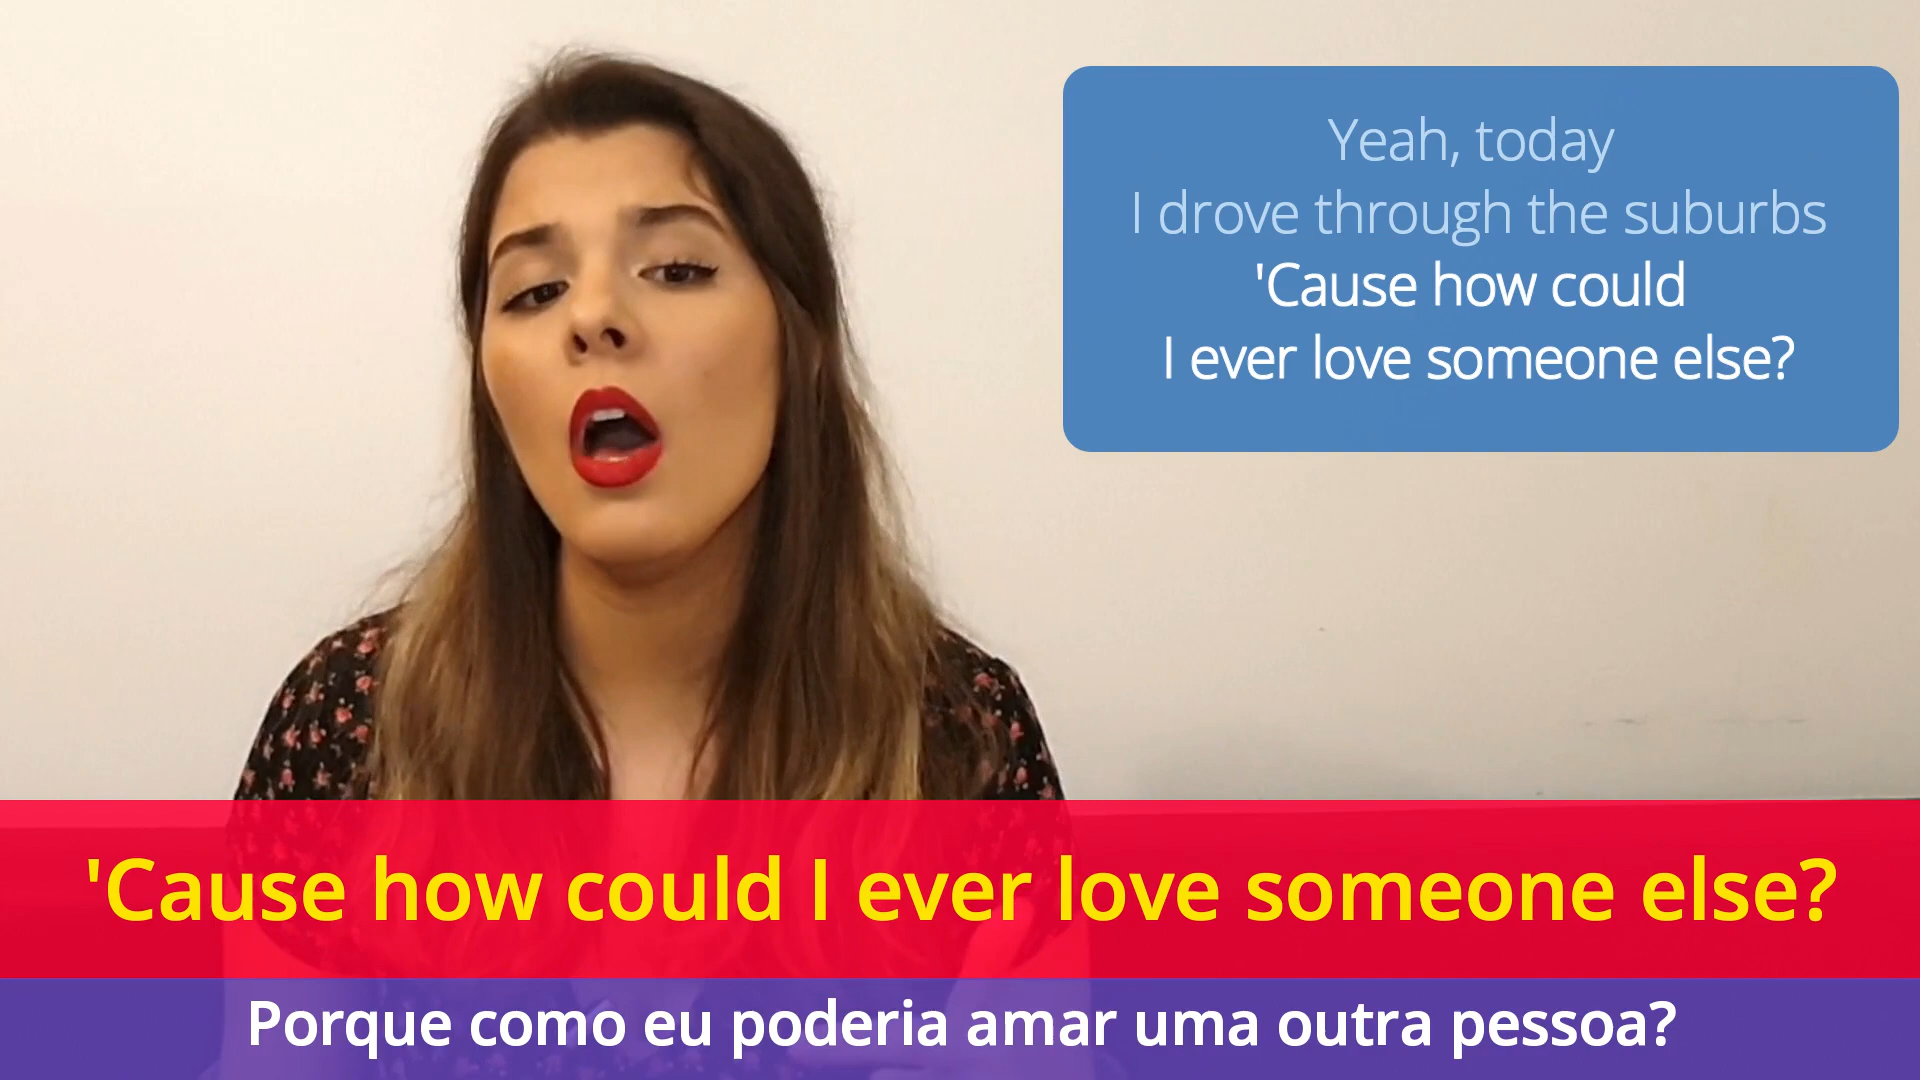 Yeah, today
I drove through the suburbs
'Cause how could
I ever love someone else?
'Cause how could I ever love someone else?
Porque como eu poderia amar uma outra pessoa?